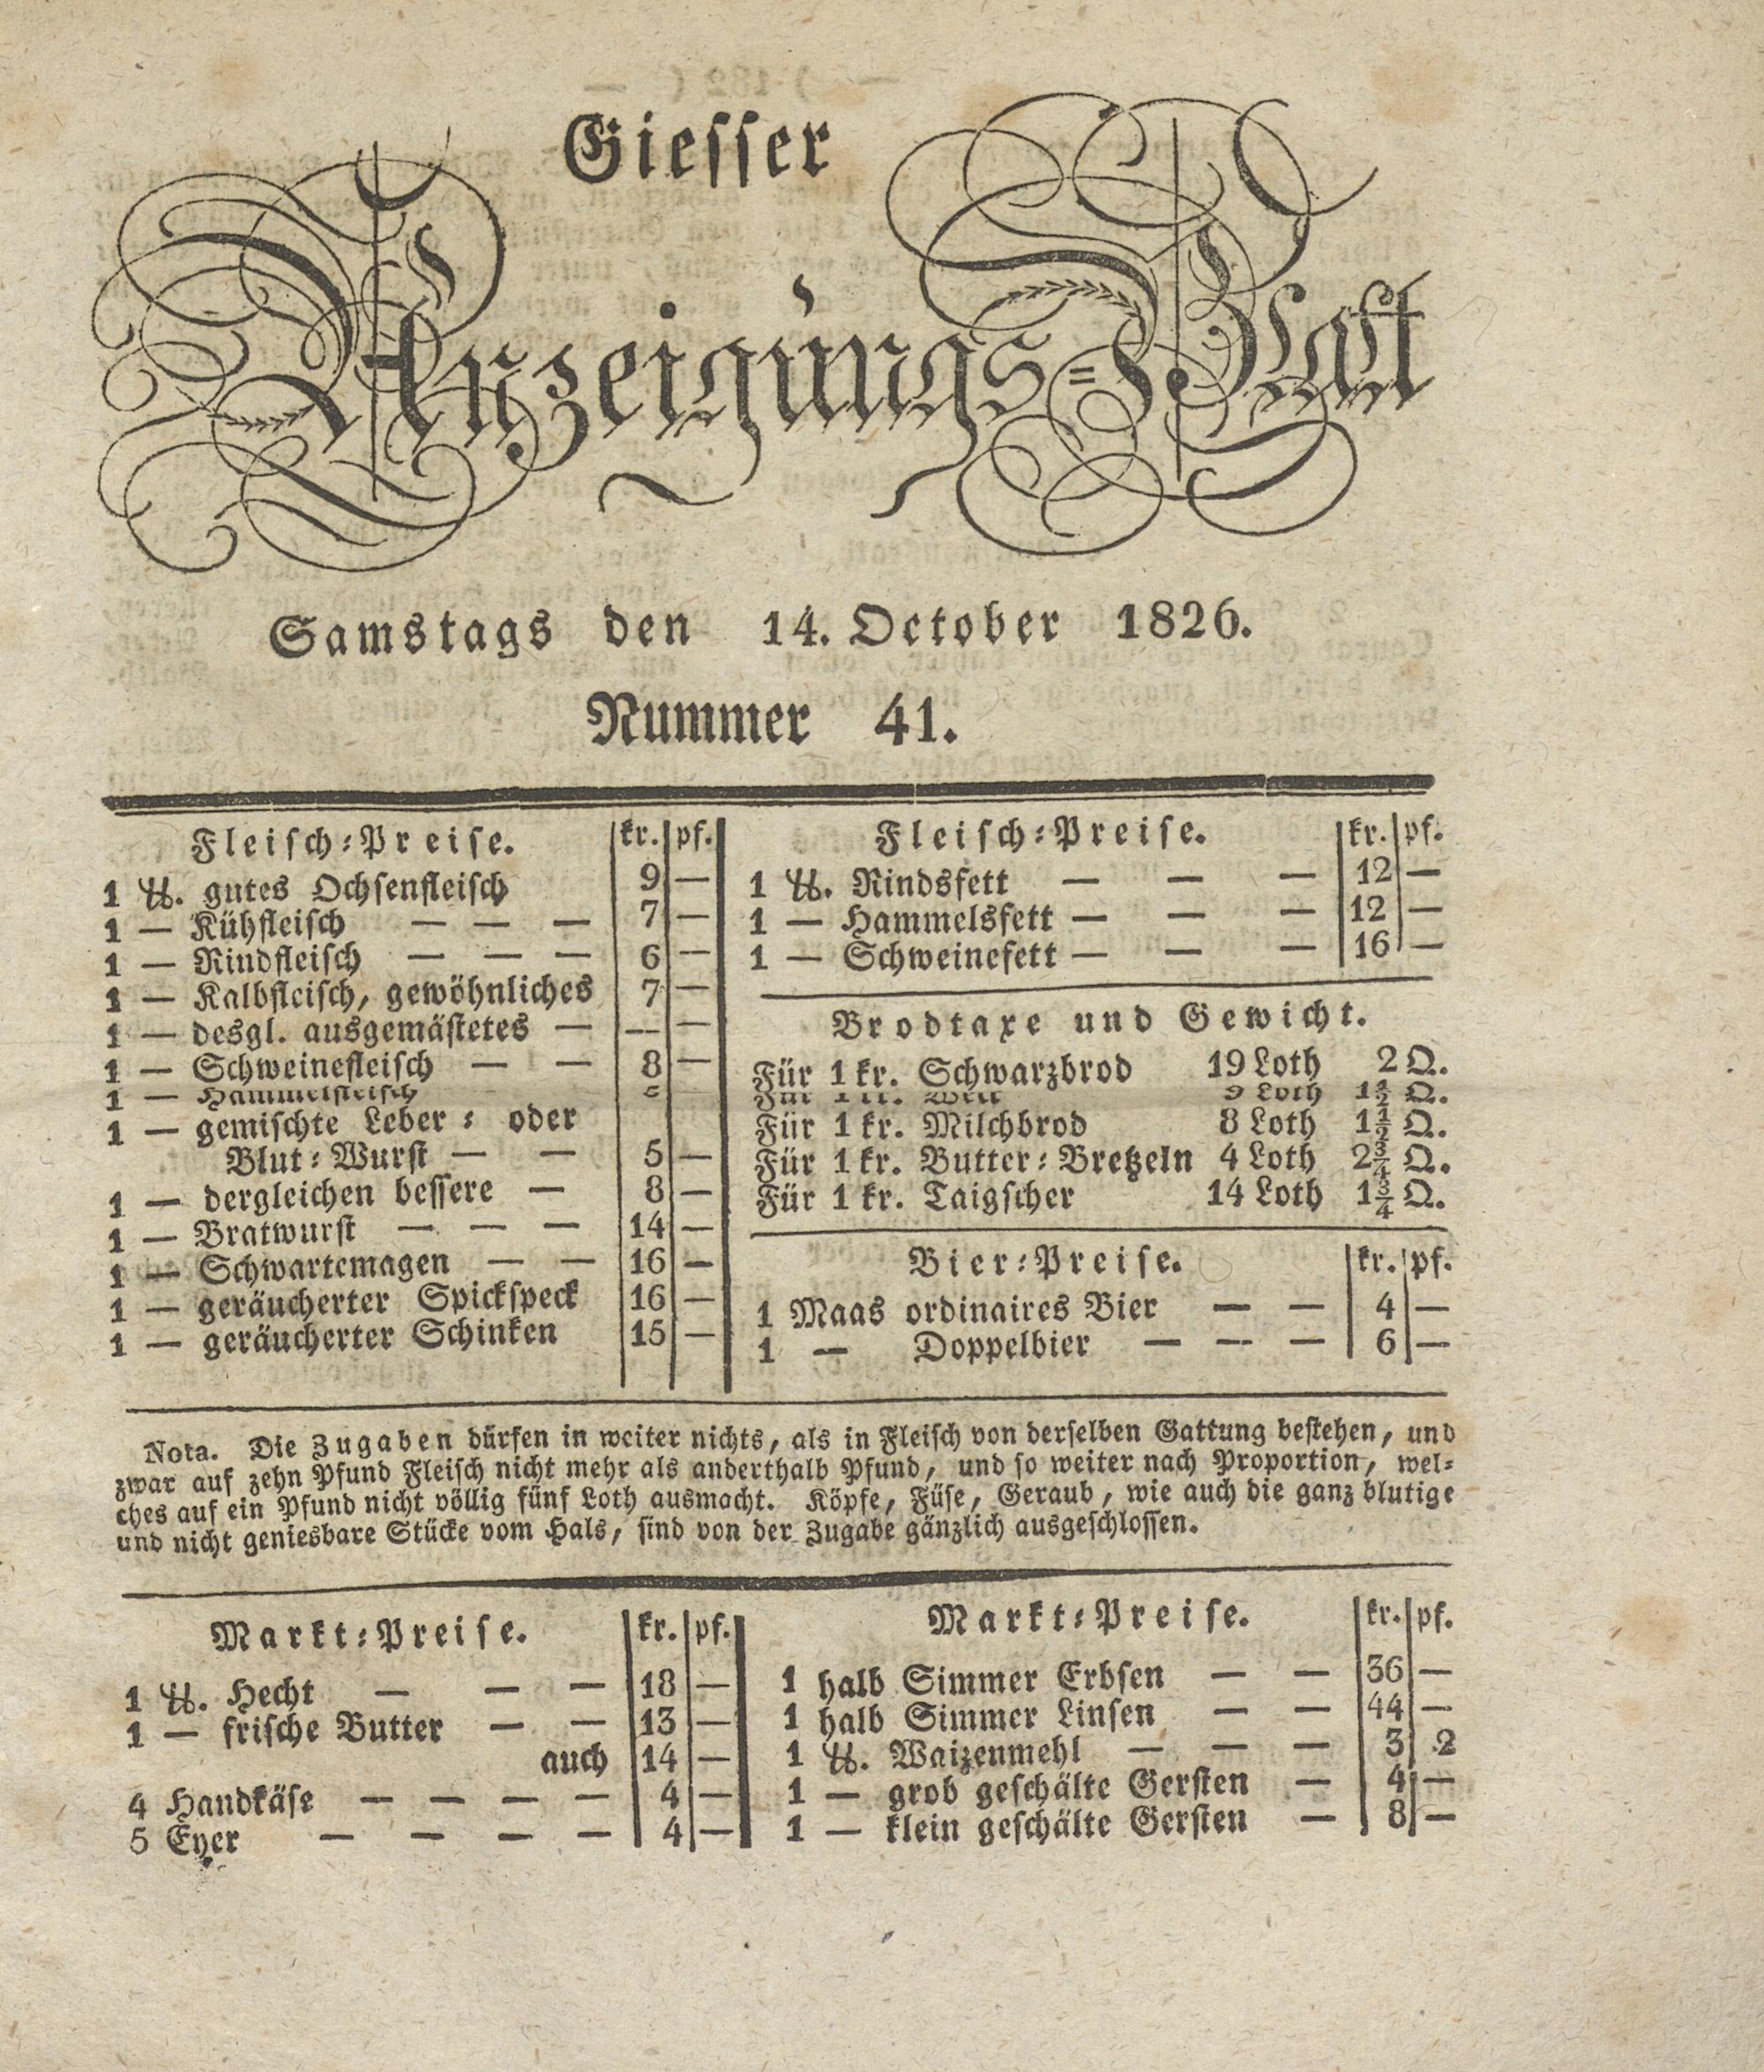 Giesser
Anzeigungs=Blatt
Samstags den 14. October 1826.
Nummer 41.
Fleisch=Preise. kr. pf.
1 ℔. gutes Ochsenfleisch 9 —
1 — Kühfleisch — — — 7 —
1 — Rindfleisch — — — 6 —
1 — Kalbfleisch, gewöhnliches 7 —
1 — desgl. ausgemästetes — — —
1 — Schweinefleisch — — 8 —
1 — Hammelfleisch
1 — gemischte Leber= oder
Blut=Wurst — — 5 —
1 — dergleichen bessere — 8 —
1 — Bratwurst — — — 14 —
1 — Schwartemagen — — 16 —
1 — geräucherter Spickspeck 16 —
1 — geräucherter Schinken 15 —
Fleisch=Preise. kr. pf.
1 ℔. Rindsfett — — — 12 —
1 — Hammelsfett — — — 12 —
1 — Schweinefett — — — 16 —
Brodtaxe und Gewicht.
Für 1 kr. Schwarzbrod 19 Loth 2 Q.
Für 1 kr. 9 Loth 1½ Q.
Für 1 kr. Milchbrod 8 Loth 1½ Q.
Für 1 kr. Butter=Bretzeln 4 Loth 2¾ Q.
Für 1 kr. Taigscher 14 Loth 1¾ Q.
Bier=Preise. kr. pf.
1 Maas ordinaires Bier — — 4 —
1 — Doppelbier — — — 6 —
Nota. Die Zugaben dürfen in weiter nichts, als in Fleisch von derselben Gattung bestehen, und
zwar auf zehn Pfund Fleisch nicht mehr als anderthalb Pfund, und so weiter nach Proportion, wel=
ches auf ein Pfund nicht völlig fünf Loth ausmacht. Köpfe, Füse, Geraub, wie auch die ganz blutige
und nicht geniesbare Stücke vom Hals, sind von der Zugabe gänzlich ausgeschlossen.
Markt=Preise. kr. pf.
1 ℔. Hecht — — — 18 —
1 — frische Butter — — 13 —
auch 14 —
4 Handkäse — — — — 4 —
5 Eyer — — — — 4 —
Markt=Preise. kr. pf.
1 halb Simmer Erbsen — — 36 —
1 halb Simmer Linsen — — 44 —
1 ℔. Waizenmehl — — — 3 2
1 — grob geschälte Gersten — 4 —
1 — klein geschälte Gersten — 8 —